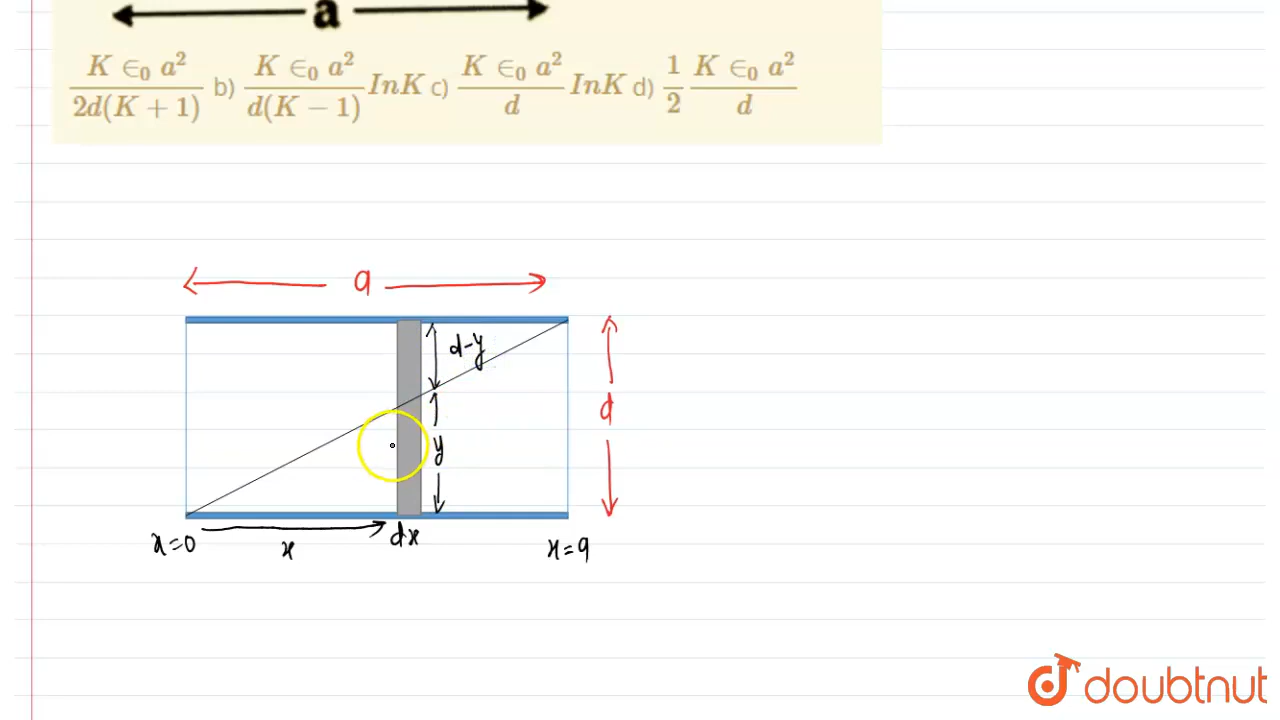 a
K ∈₀ a² / 2d(K + 1) b) K ∈₀ a² / d(K − 1) InK c) K ∈₀ a² / d InK d) 1/2 K ∈₀ a² / d
a
d-y
d
y
x=0
x
dx
x=a
doubtnut